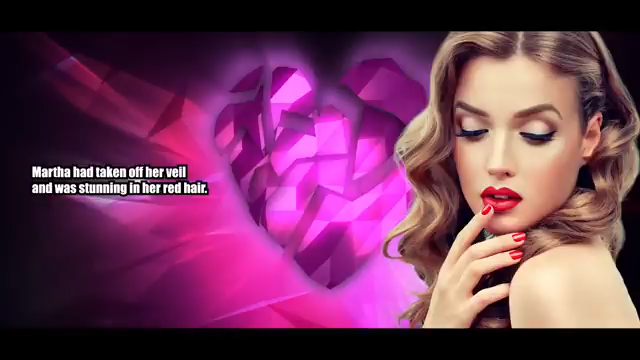 Martha had taken off her veil
and was stunning in her red hair.